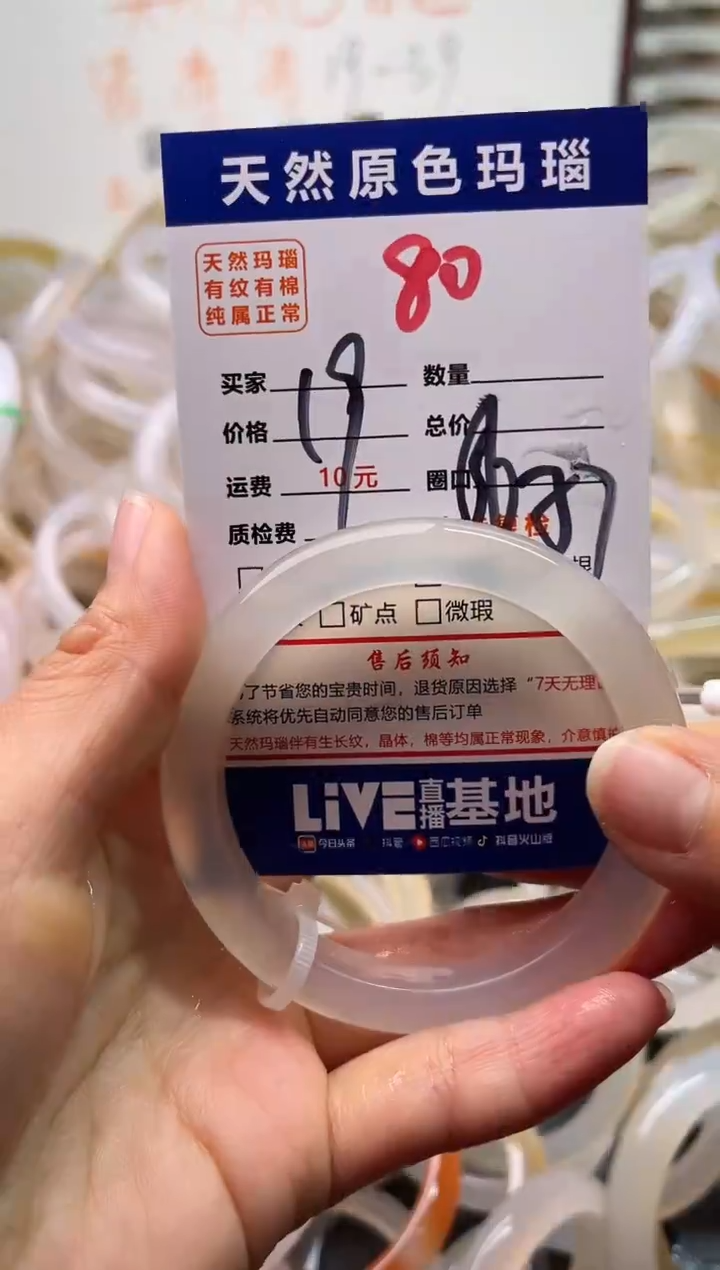 19-59
天然原色玛瑙
天然玛瑙
有纹有棉
纯属正常
80
买家 数量
19
价格 总价
运费 10元 圈口
质检费
矿点 微瑕
售后须知
了节省您的宝贵时间，退货原因选择“7天无理
系统将优先自动同意您的售后订单
天然玛瑙伴有生长纹，晶体，棉等均属正常现象，介意慎
LiVE直播基地
今日头条 抖音 西瓜视频 抖音火山版